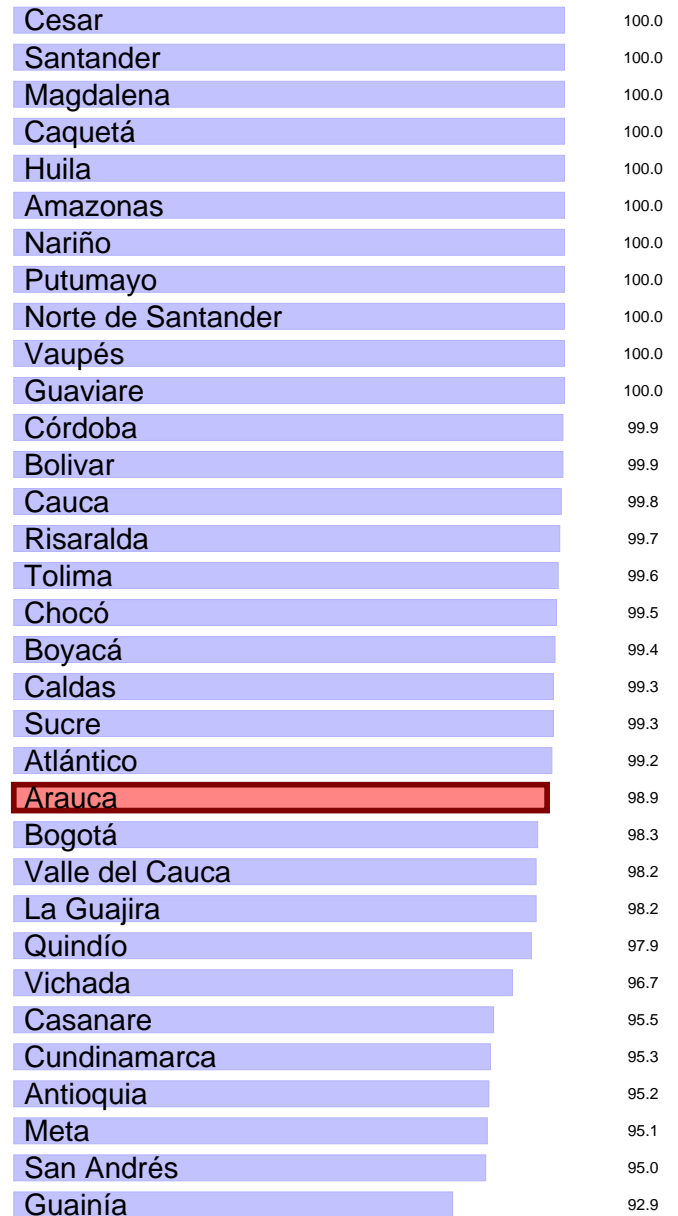 Cesar 100.0
Santander 100.0
Magdalena 100.0
Caquetá 100.0
Huila 100.0
Amazonas 100.0
Nariño 100.0
Putumayo 100.0
Norte de Santander 100.0
Vaupés 100.0
Guaviare 100.0
Córdoba 99.9
Bolivar 99.9
Cauca 99.8
Risaralda 99.7
Tolima 99.6
Chocó 99.5
Boyacá 99.4
Caldas 99.3
Sucre 99.3
Atlántico 99.2
Arauca 98.9
Bogotá 98.3
Valle del Cauca 98.2
La Guajira 98.2
Quindío 97.9
Vichada 96.7
Casanare 95.5
Cundinamarca 95.3
Antioquia 95.2
Meta 95.1
San Andrés 95.0
Guainía 92.9